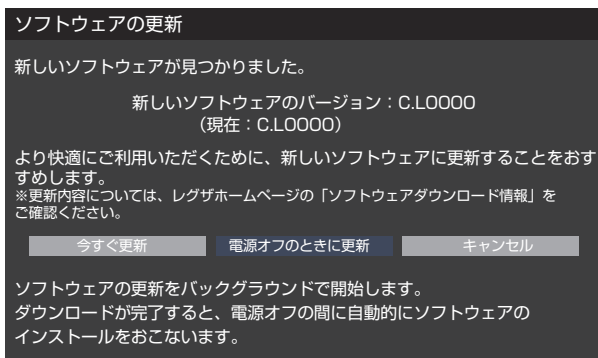 ソフトウェアの更新
新しいソフトウェアが見つかりました。
新しいソフトウェアのバージョン：C.L0000
（現在：C.L0000）
より快適にご利用いただくために、新しいソフトウェアに更新することをおす
すめします。
※更新内容については、レグザホームページの「ソフトウェアダウンロード情報」を
ご確認ください。
今すぐ更新
電源オフのときに更新
キャンセル
ソフトウェアの更新をバックグラウンドで開始します。
ダウンロードが完了すると、電源オフの間に自動的にソフトウェアの
インストールをおこないます。